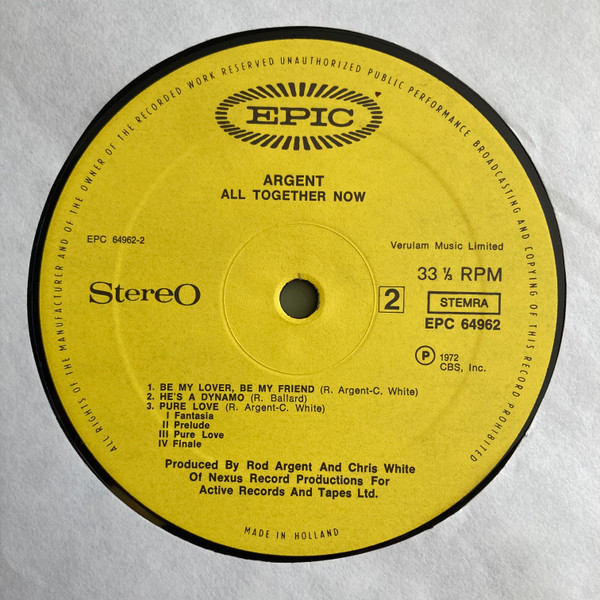 ALL RIGHTS OF THE MANUFACTURER AND OF THE OWNER OF THE RECORDED WORK RESERVED UNAUTHORIZED PUBLIC PERFORMANCE BROADCASTING AND COPYING OF THIS RECORD PROHIBITED
EPIC
ARGENT
ALL TOGETHER NOW
EPC 64962-2
Verulam Music Limited
Stereo
33 ⅓ RPM
2
STEMRA
EPC 64962
Ⓟ 1972
CBS, Inc.
1. BE MY LOVER, BE MY FRIEND (R. Argent-C. White)
2. HE'S A DYNAMO (R. Ballard)
3. PURE LOVE (R. Argent-C. White)
I Fantasia
II Prelude
III Pure Love
IV Finale
Produced By Rod Argent And Chris White
Of Nexus Record Productions For
Active Records And Tapes Ltd.
MADE IN HOLLAND